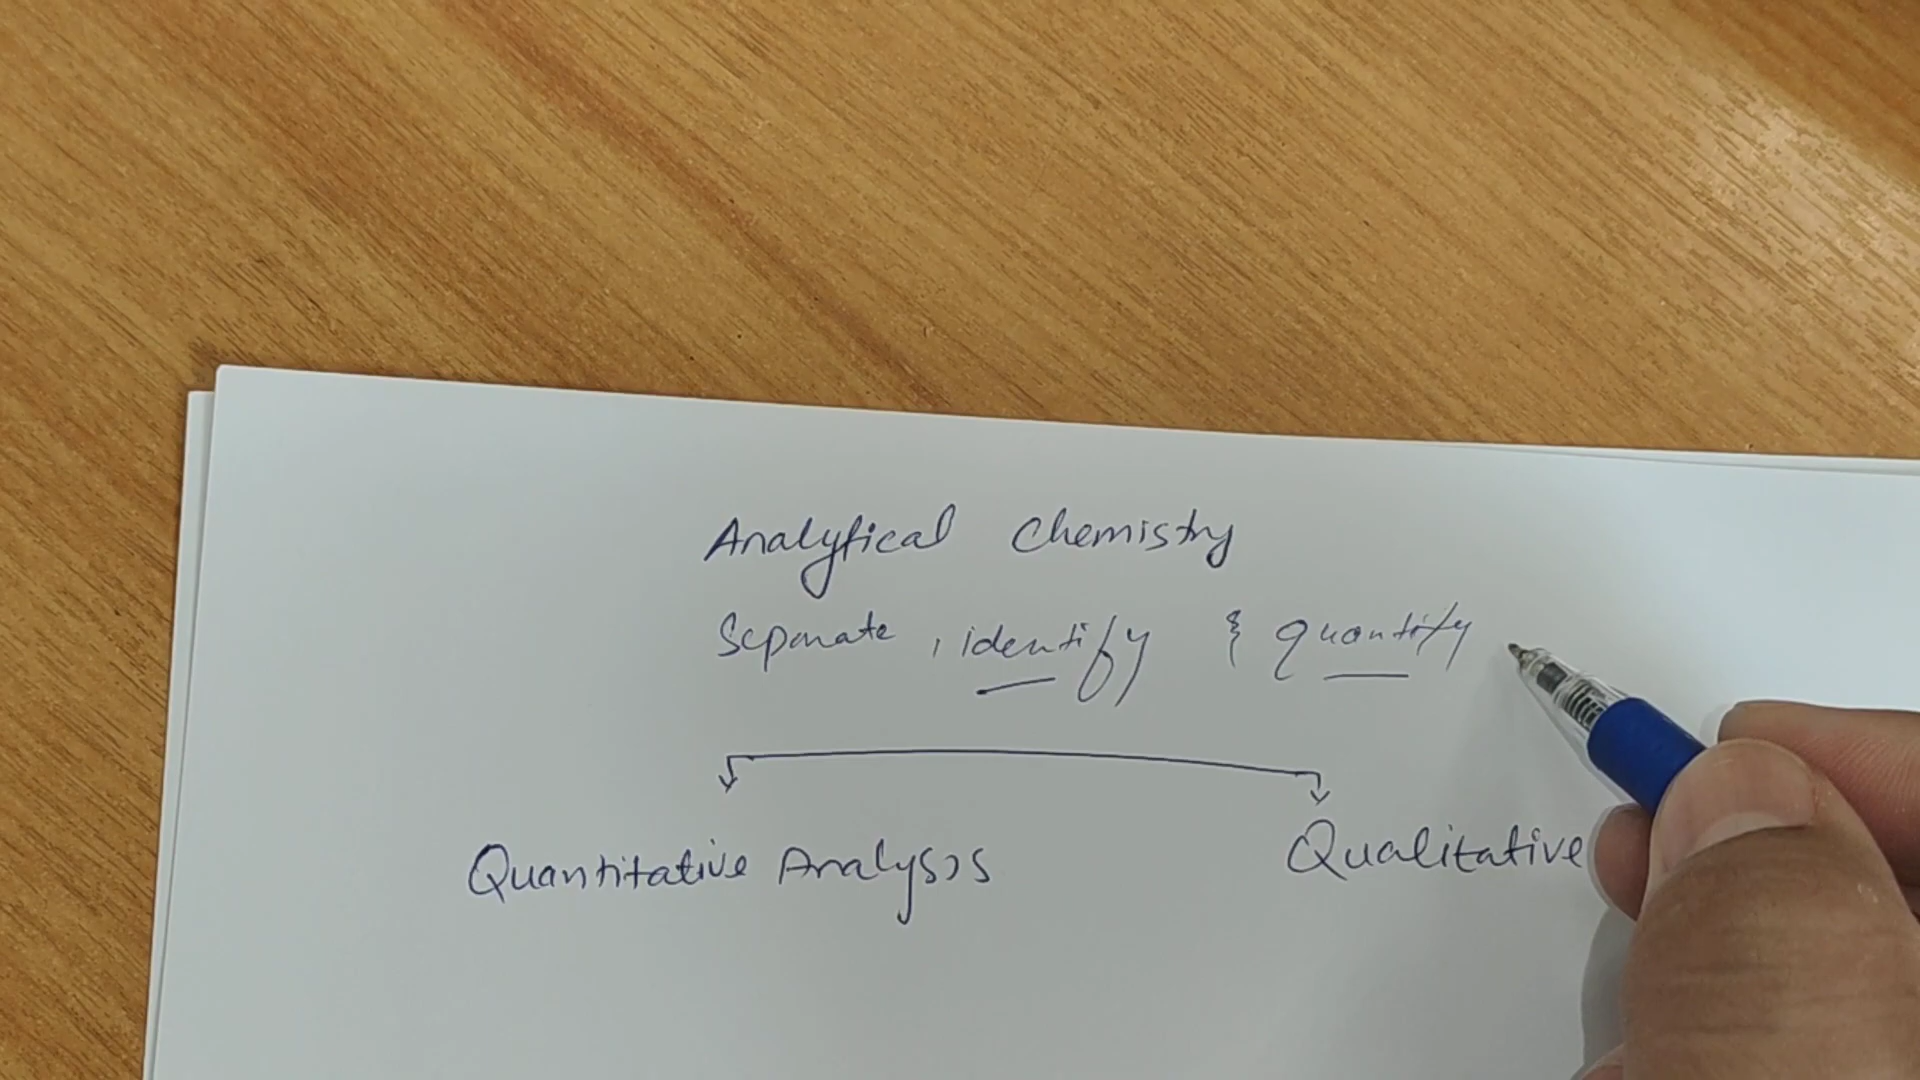 Analytical Chemistry
Separate , identify & quantify
Quantitative Analysis
Qualitative